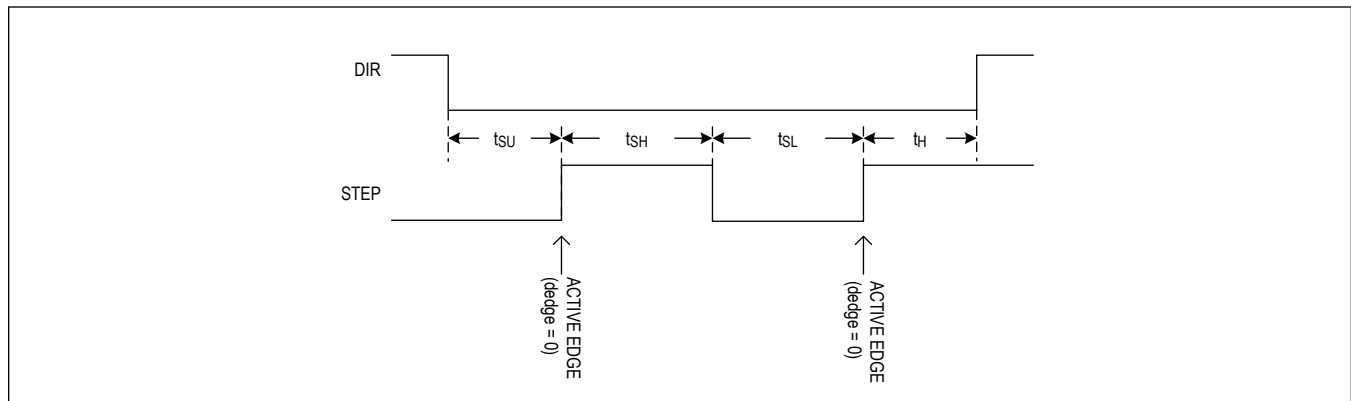 DIR
tSU
tSH
tSL
tH
STEP
ACTIVE EDGE
(dedge = 0)
ACTIVE EDGE
(dedge = 0)